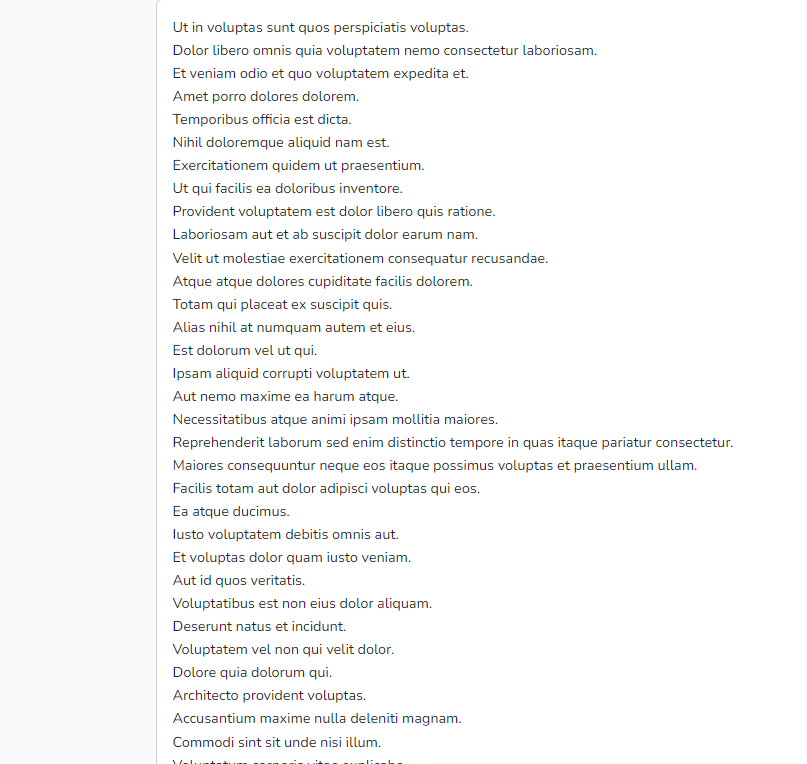 Ut in voluptas sunt quos perspiciatis voluptas.
Dolor libero omnis quia voluptatem nemo consectetur laboriosam.
Et veniam odio et quo voluptatem expedita et.
Amet porro dolores dolorem.
Temporibus officia est dicta.
Nihil doloremque aliquid nam est.
Exercitationem quidem ut praesentium.
Ut qui facilis ea doloribus inventore.
Provident voluptatem est dolor libero quis ratione.
Laboriosam aut et ab suscipit dolor earum nam.
Velit ut molestiae exercitationem consequatur recusandae.
Atque atque dolores cupiditate facilis dolorem.
Totam qui placeat ex suscipit quis.
Alias nihil at numquam autem et eius.
Est dolorum vel ut qui.
Ipsam aliquid corrupti voluptatem ut.
Aut nemo maxime ea harum atque.
Necessitatibus atque animi ipsam mollitia maiores.
Reprehenderit laborum sed enim distinctio tempore in quas itaque pariatur consectetur.
Maiores consequuntur neque eos itaque possimus voluptas et praesentium ullam.
Facilis totam aut dolor adipisci voluptas qui eos.
Ea atque ducimus.
Iusto voluptatem debitis omnis aut.
Et voluptas dolor quam iusto veniam.
Aut id quos veritatis.
Voluptatibus est non eius dolor aliquam.
Deserunt natus et incidunt.
Voluptatem vel non qui velit dolor.
Dolore quia dolorum qui.
Architecto provident voluptas.
Accusantium maxime nulla deleniti magnam.
Commodi sint sit unde nisi illum.